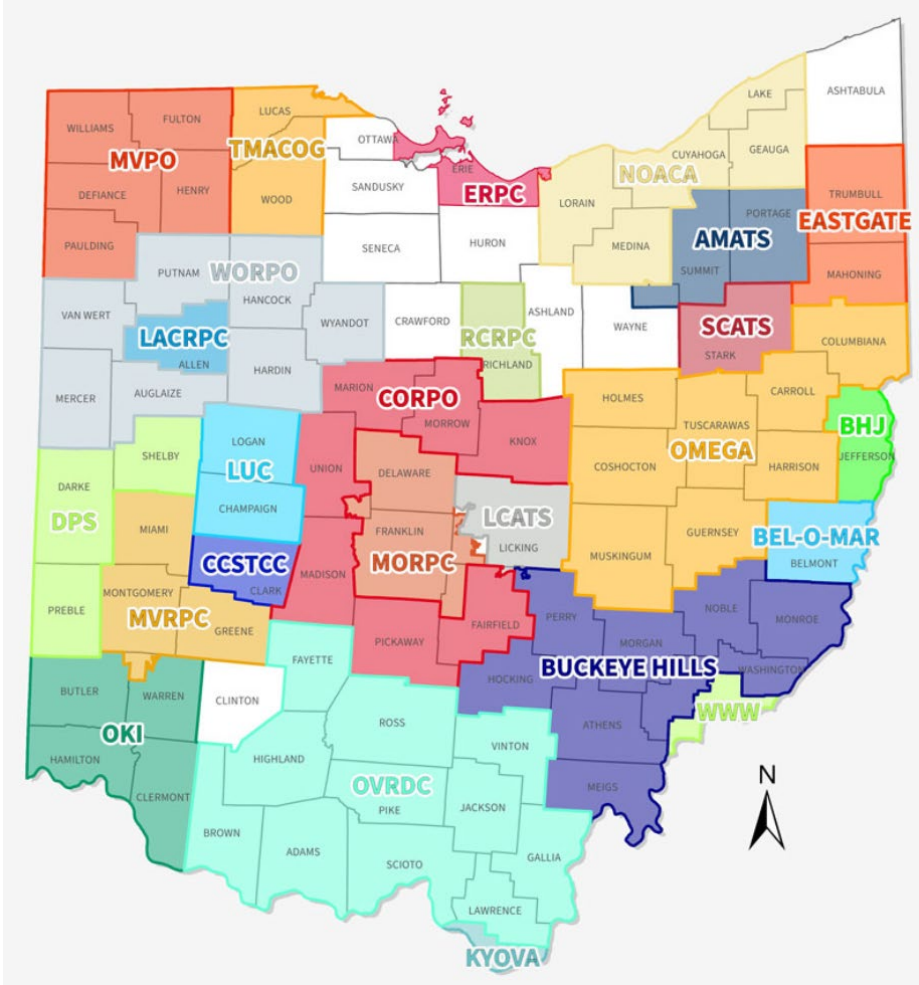 ASHTABULA
LAKE
GEAUGA
CUYAHOGA
NOACA
LORAIN
MEDINA
WILLIAMS
FULTON
MVPO
DEFIANCE
HENRY
PAULDING
LUCAS
TMACOG
WOOD
OTTAWA
SANDUSKY
ERIE
ERPC
SENECA
HURON
PORTAGE
AMATS
SUMMIT
TRUMBULL
EASTGATE
MAHONING
PUTNAM
WORPO
HANCOCK
VAN WERT
WYANDOT
LACRPC
ALLEN
HARDIN
MERCER
AUGLAIZE
CRAWFORD
RCRPC
RICHLAND
ASHLAND
WAYNE
SCATS
STARK
COLUMBIANA
MARION
CORPO
MORROW
KNOX
UNION
MADISON
PICKAWAY
FAIRFIELD
HOLMES
CARROLL
TUSCARAWAS
OMEGA
COSHOCTON
HARRISON
MUSKINGUM
GUERNSEY
BHJ
JEFFERSON
BEL-O-MAR
BELMONT
LOGAN
LUC
CHAMPAIGN
SHELBY
DARKE
DPS
PREBLE
MIAMI
MONTGOMERY
MVRPC
GREENE
CCSTCC
CLARK
DELAWARE
FRANKLIN
MORPC
LCATS
LICKING
PERRY
MORGAN
NOBLE
MONROE
BUCKEYE HILLS
WASHINGTON
HOCKING
ATHENS
MEIGS
WWW
BUTLER
WARREN
OKI
HAMILTON
CLERMONT
CLINTON
FAYETTE
ROSS
HIGHLAND
VINTON
OVRDC
PIKE
JACKSON
BROWN
ADAMS
SCIOTO
GALLIA
LAWRENCE
KYOVA
N